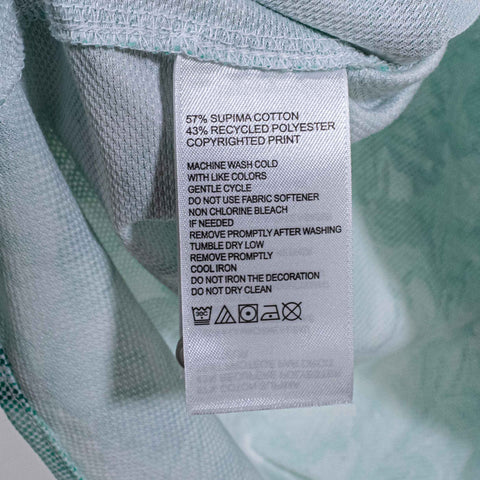 57% SUPIMA COTTON
43% RECYCLED POLYESTER
COPYRIGHTED PRINT
MACHINE WASH COLD
WITH LIKE COLORS
GENTLE CYCLE
DO NOT USE FABRIC SOFTENER
NON CHLORINE BLEACH
IF NEEDED
REMOVE PROMPTLY AFTER WASHING
TUMBLE DRY LOW
REMOVE PROMPTLY
COOL IRON
DO NOT IRON THE DECORATION
DO NOT DRY CLEAN